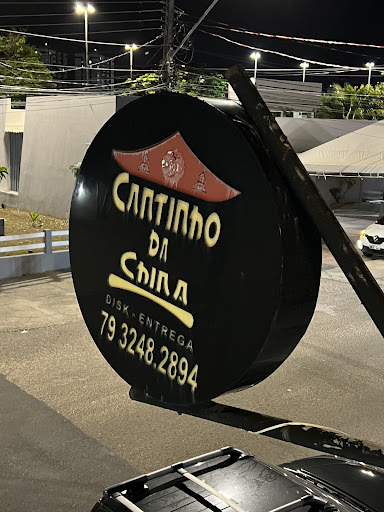 Cantinho
da
China
DISK-ENTREGA
79 3248.2894